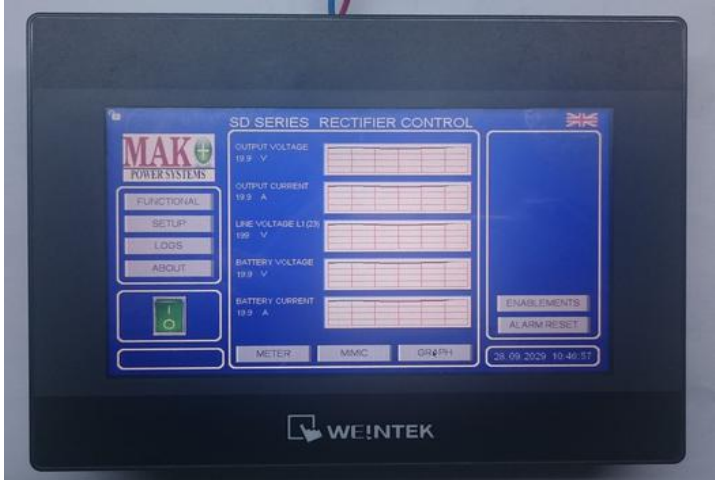 SD SERIES RECTIFIER CONTROL
MAK
POWER SYSTEMS
FUNCTIONAL
SETUP
LOGS
ABOUT
I
O
OUTPUT VOLTAGE
19.9 V
OUTPUT CURRENT
19.9 A
LINE VOLTAGE L1 (23)
199 V
BATTERY VOLTAGE
19.9 V
BATTERY CURRENT
19.9 A
METER
MIMIC
GRAPH
ENABLEMENTS
ALARM RESET
28.09.2029 10:46:57
WEINTEK